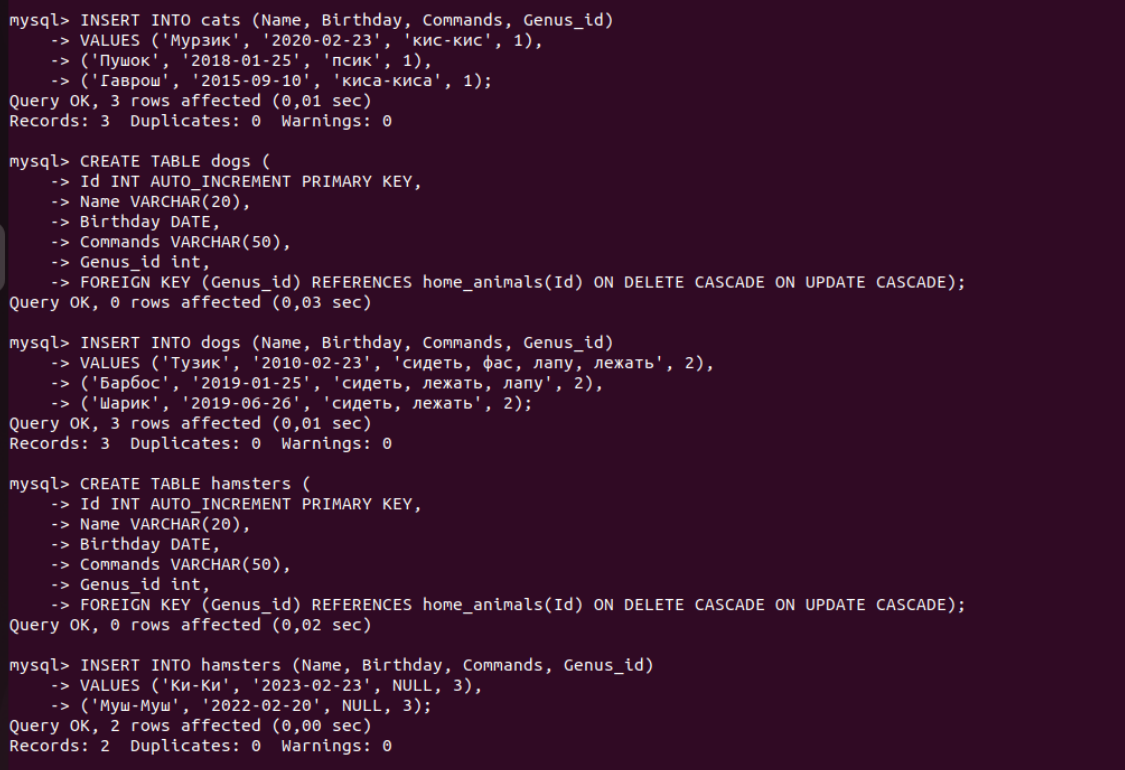 mysql> INSERT INTO cats (Name, Birthday, Commands, Genus_id)
    -> VALUES ('Мурзик', '2020-02-23', 'кис-кис', 1),
    -> ('Пушок', '2018-01-25', 'псик', 1),
    -> ('Гаврош', '2015-09-10', 'киса-киса', 1);
Query OK, 3 rows affected (0,01 sec)
Records: 3  Duplicates: 0  Warnings: 0

mysql> CREATE TABLE dogs (
    -> Id INT AUTO_INCREMENT PRIMARY KEY,
    -> Name VARCHAR(20),
    -> Birthday DATE,
    -> Commands VARCHAR(50),
    -> Genus_id int,
    -> FOREIGN KEY (Genus_id) REFERENCES home_animals(Id) ON DELETE CASCADE ON UPDATE CASCADE);
Query OK, 0 rows affected (0,03 sec)

mysql> INSERT INTO dogs (Name, Birthday, Commands, Genus_id)
    -> VALUES ('Тузик', '2010-02-23', 'сидеть, фас, лапу, лежать', 2),
    -> ('Барбос', '2019-01-25', 'сидеть, лежать, лапу', 2),
    -> ('Шарик', '2019-06-26', 'сидеть, лежать', 2);
Query OK, 3 rows affected (0,01 sec)
Records: 3  Duplicates: 0  Warnings: 0

mysql> CREATE TABLE hamsters (
    -> Id INT AUTO_INCREMENT PRIMARY KEY,
    -> Name VARCHAR(20),
    -> Birthday DATE,
    -> Commands VARCHAR(50),
    -> Genus_id int,
    -> FOREIGN KEY (Genus_id) REFERENCES home_animals(Id) ON DELETE CASCADE ON UPDATE CASCADE);
Query OK, 0 rows affected (0,02 sec)

mysql> INSERT INTO hamsters (Name, Birthday, Commands, Genus_id)
    -> VALUES ('Ки-Ки', '2023-02-23', NULL, 3),
    -> ('Муш-Муш', '2022-02-20', NULL, 3);
Query OK, 2 rows affected (0,00 sec)
Records: 2  Duplicates: 0  Warnings: 0